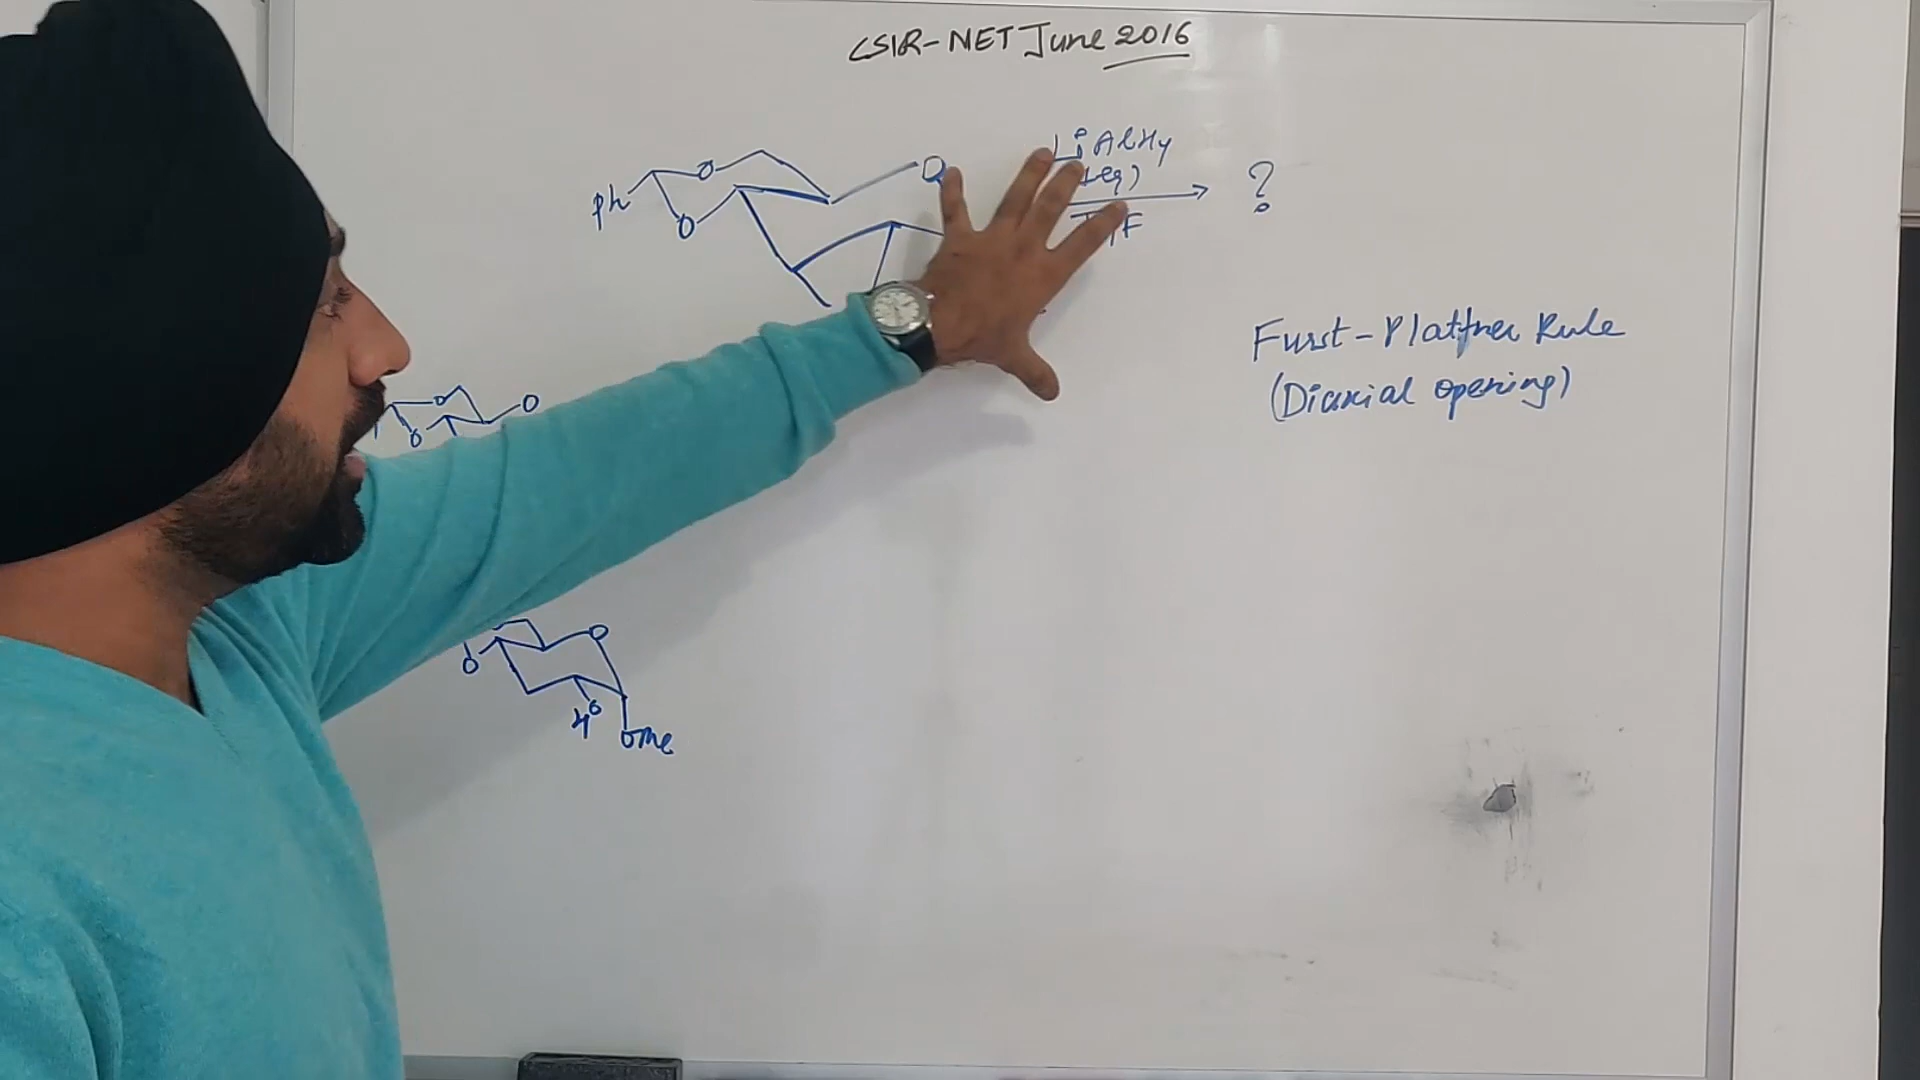 CSIR-NET June 2016
LiAlH4
?
O
O
Ph
O
Furst-Plattner Rule
(Diaxial opening)
O
O
O
O
O
HO
OMe